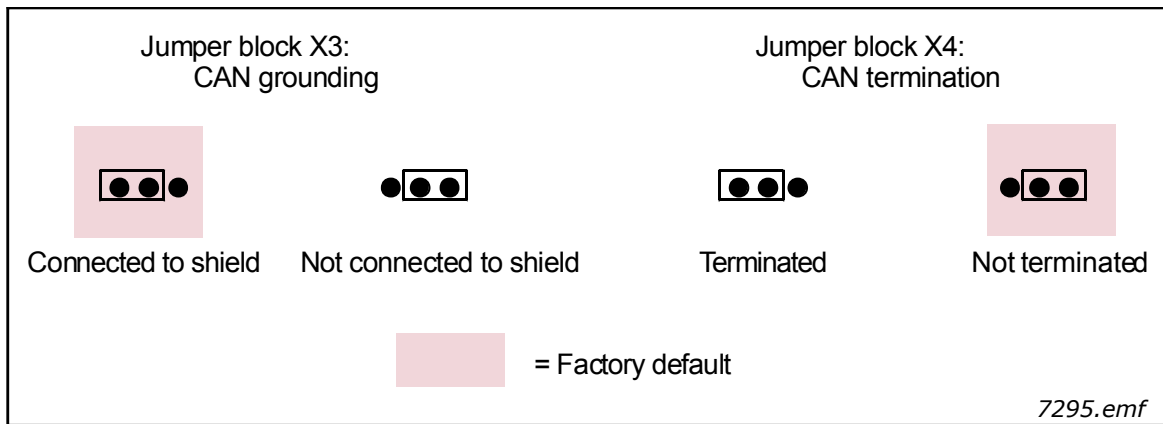 Jumper block X3:
CAN grounding
Jumper block X4:
CAN termination
Connected to shield
Not connected to shield
Terminated
Not terminated
= Factory default
7295.emf